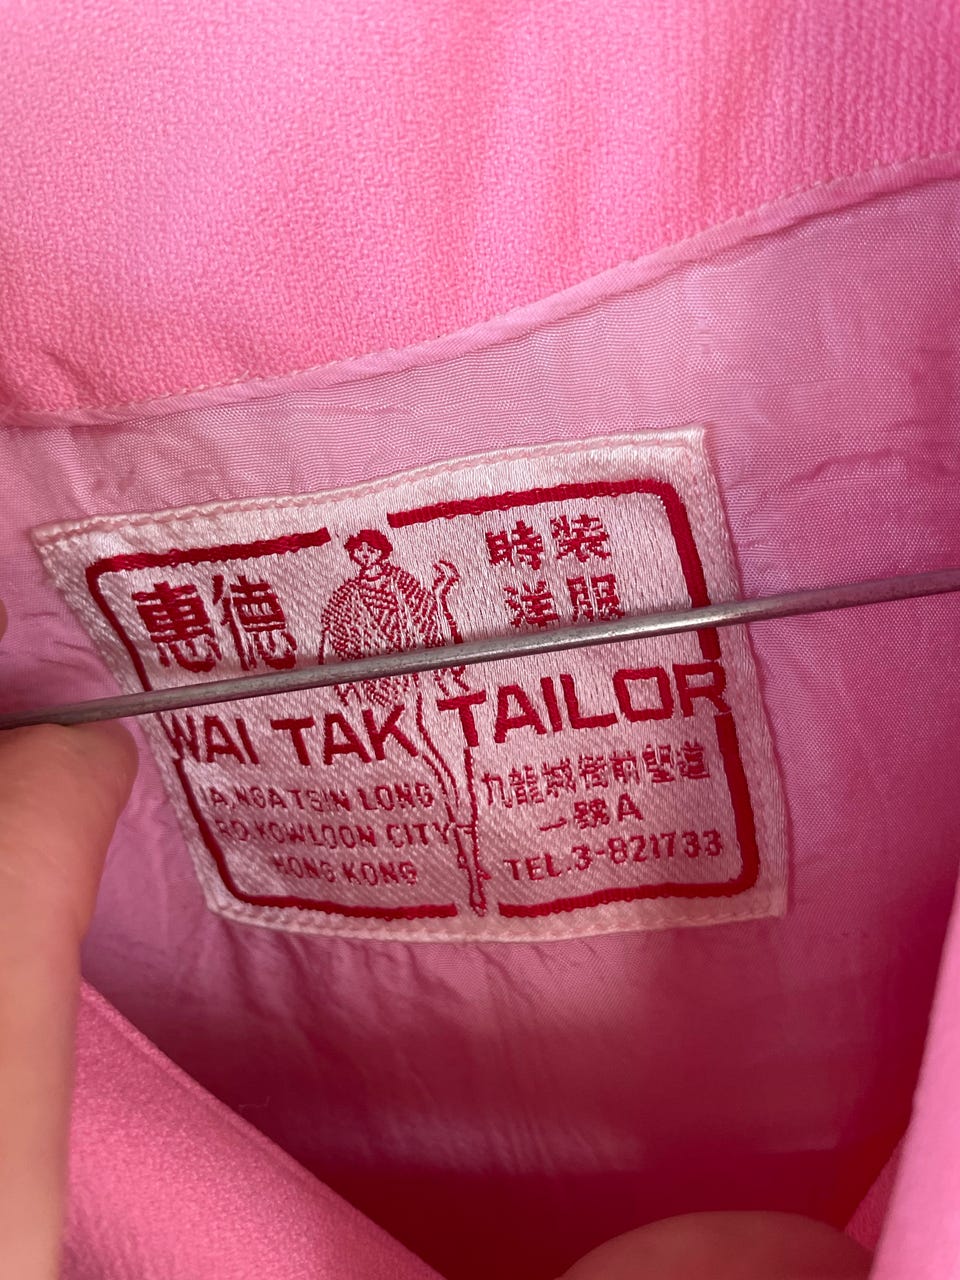 惠德
時裝
洋服
WAI TAK TAILOR
1A, NGA TSIN LONG
RD. KOWLOON CITY
HONG KONG
九龍城衙前塱道
一號A
TEL.3-821733